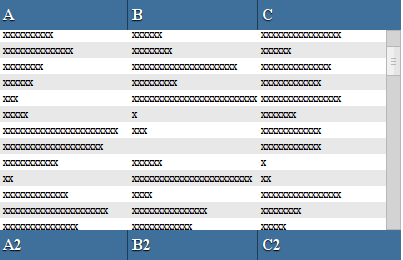 A B C
xxxxxxxxxx xxxxxx xxxxxxxxxxxxxxxx
xxxxxxxxxxxxxx xxxxxxxx xxxxxx
xxxxxxxx xxxxxxxxxxxxxxxxxxxxx xxxxxxxxxxxxxx
xxxxxx xxxxxxxxx xxxxxxxxxxxx
xxx xxxxxxxxxxxxxxxxxxxxxxxxx xxxxxxxxxxxxxxxx
xxxxx x xxxxxxx
xxxxxxxxxxxxxxxxxxxxxxx xxx xxxxxxxxxxxx
xxxxxxxxxxxxxxxxxxxx xxxxxxxxxxxx
xxxxxxxxxxx xxxxxx x
xx xxxxxxxxxxxxxxxxxxxxxxxx xx
xxxxxxxxxxxxx xxxx xxxxxxxxxxxxxxxx
xxxxxxxxxxxxxxxxxxxxx xxxxxxxxxxxxxxx xxxxxxxx
xxxxxxxxxxxxxxx xxxxxxxxxxxx xxxxx
A2 B2 C2